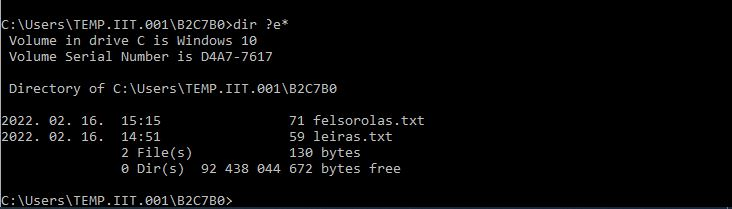 C:\Users\TEMP.IIT.001\B2C7B0>dir ?e*
 Volume in drive C is Windows 10
 Volume Serial Number is D4A7-7617

 Directory of C:\Users\TEMP.IIT.001\B2C7B0

2022. 02. 16.  15:15                71 felsorolas.txt
2022. 02. 16.  14:51                59 leiras.txt
               2 File(s)            130 bytes
               0 Dir(s)  92 438 044 672 bytes free

C:\Users\TEMP.IIT.001\B2C7B0>